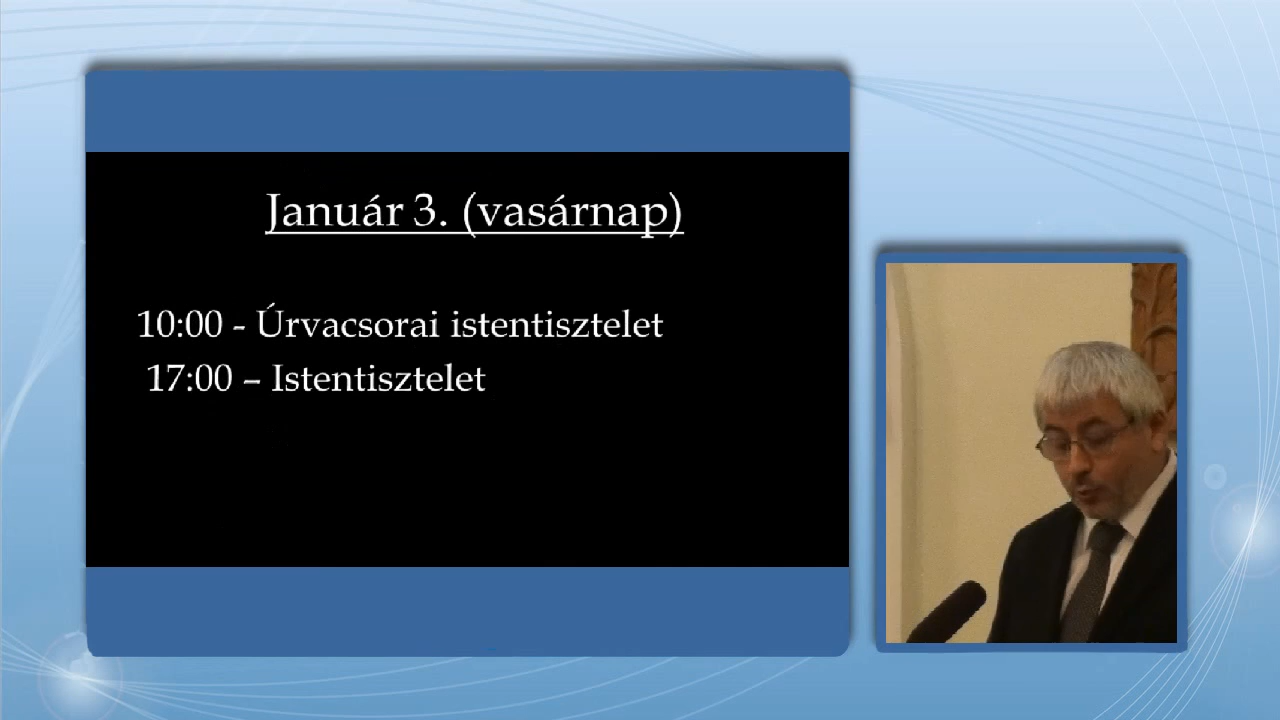 Január 3. (vasárnap)
10:00 - Úrvacsorai istentisztelet
17:00 – Istentisztelet